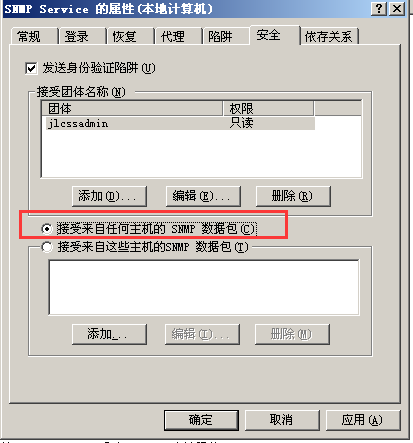 SNMP Service 的属性(本地计算机)
常规 登录 恢复 代理 陷阱 安全 依存关系
发送身份验证陷阱(U)
接受团体名称(N)
团体 权限
jlcssadmin 只读
添加(D)... 编辑(E)... 删除(R)
接受来自任何主机的 SNMP 数据包(C)
接受来自这些主机的SNMP 数据包(T)
添加... 编辑(I)... 删除(M)
确定 取消 应用(A)